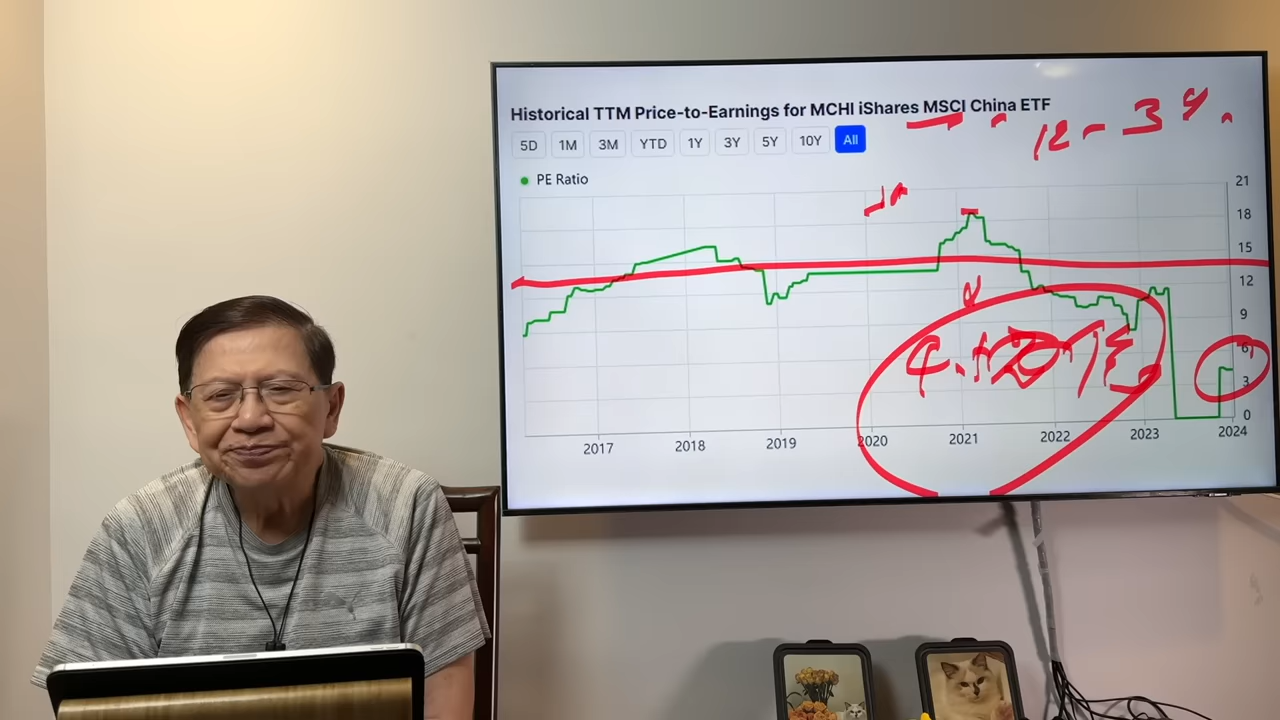 Historical TTM Price-to-Earnings for MCHI iShares MSCI China ETF
12 - 3
5D 1M 3M YTD 1Y 3Y 5Y 10Y All
PE Ratio
21
18
15
12
9
6
3
0
2017 2018 2019 2020 2021 2022 2023 2024